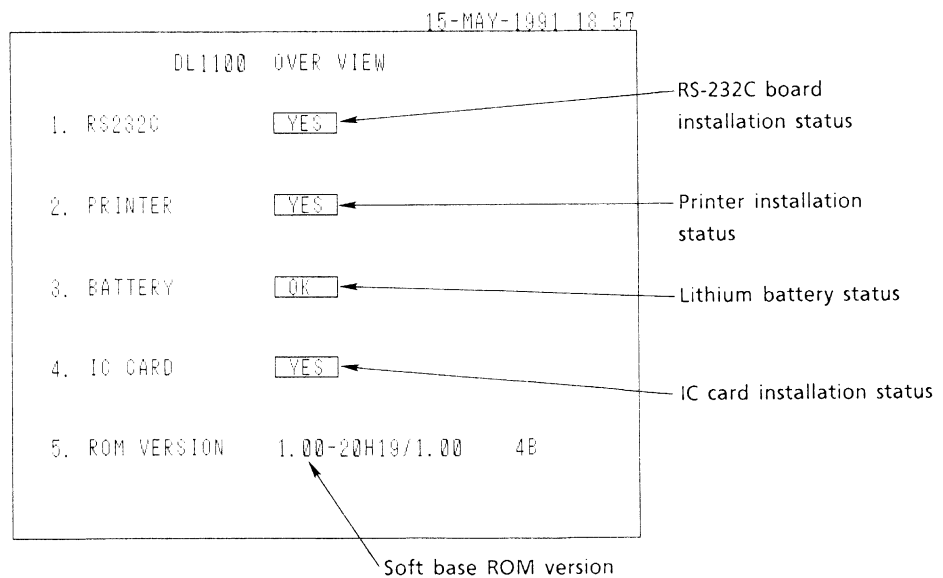 15-MAY-1991 18 57
DL1100 OVER VIEW
1. RS232C YES
RS-232C board
installation status
2. PRINTER YES
Printer installation
status
3. BATTERY OK
Lithium battery status
4. IC CARD YES
IC card installation status
5. ROM VERSION 1.00-20H19/1.00 4B
Soft base ROM version